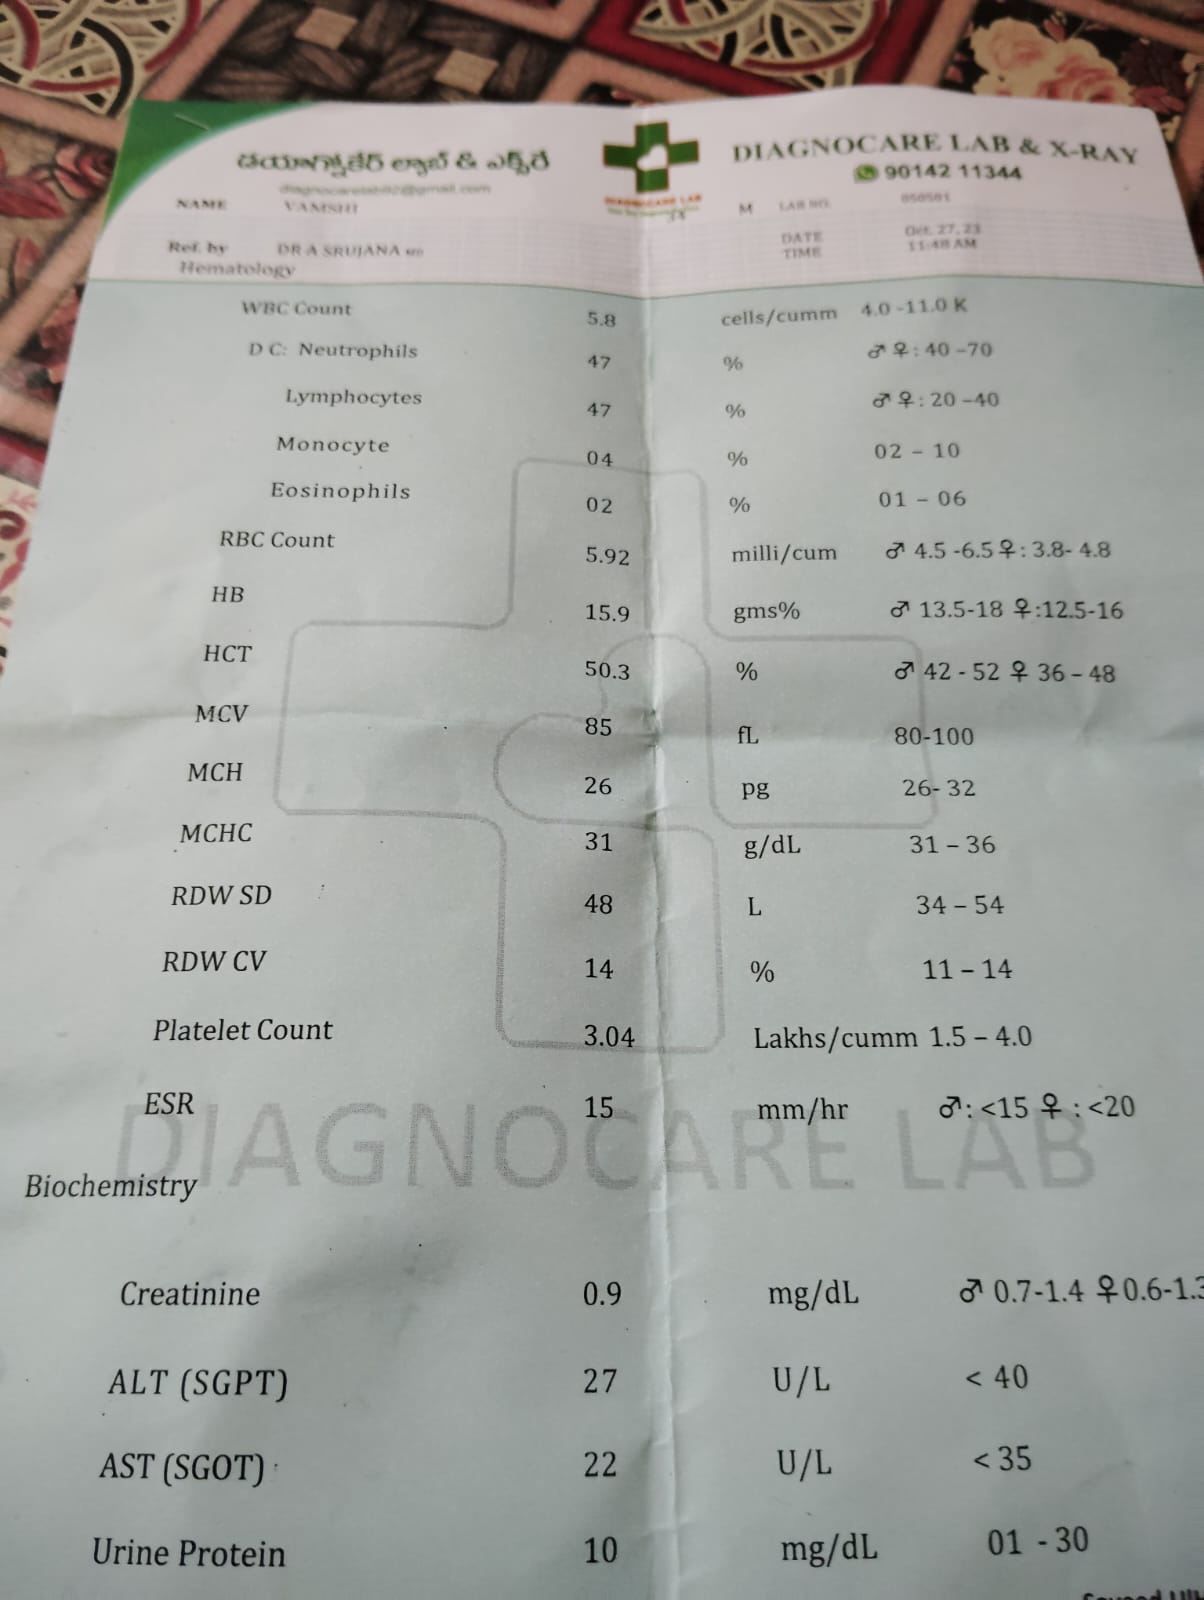 డయాగ్నోకేర్ ల్యాబ్ & ఎక్స్‌రే
DIAGNOCARE LAB & X-RAY
90142 11344
diagnocarelab82@gmail.com
DIAGNOCARE LAB
NAME VAMSHI M LAB NO. 050501
Ref. by DR A SRUJANA MD DATE Oct. 27, 23
TIME 11:48 AM
Hematology
WBC Count 5.8 cells/cumm 4.0 -11.0 K
D C: Neutrophils 47 % ♂ ♀: 40 -70
Lymphocytes 47 % ♂ ♀: 20 -40
Monocyte 04 % 02 - 10
Eosinophils 02 % 01 - 06
RBC Count 5.92 milli/cum ♂ 4.5 -6.5 ♀: 3.8- 4.8
HB 15.9 gms% ♂ 13.5-18 ♀:12.5-16
HCT 50.3 % ♂ 42 - 52 ♀ 36 – 48
MCV 85 fL 80-100
MCH 26 pg 26- 32
MCHC 31 g/dL 31 – 36
RDW SD 48 L 34 – 54
RDW CV 14 % 11 – 14
Platelet Count 3.04 Lakhs/cumm 1.5 – 4.0
ESR 15 mm/hr ♂: <15 ♀ : <20
DIAGNOCARE LAB
Biochemistry
Creatinine 0.9 mg/dL ♂ 0.7-1.4 ♀0.6-1.3
ALT (SGPT) 27 U/L < 40
AST (SGOT) 22 U/L < 35
Urine Protein 10 mg/dL 01 - 30